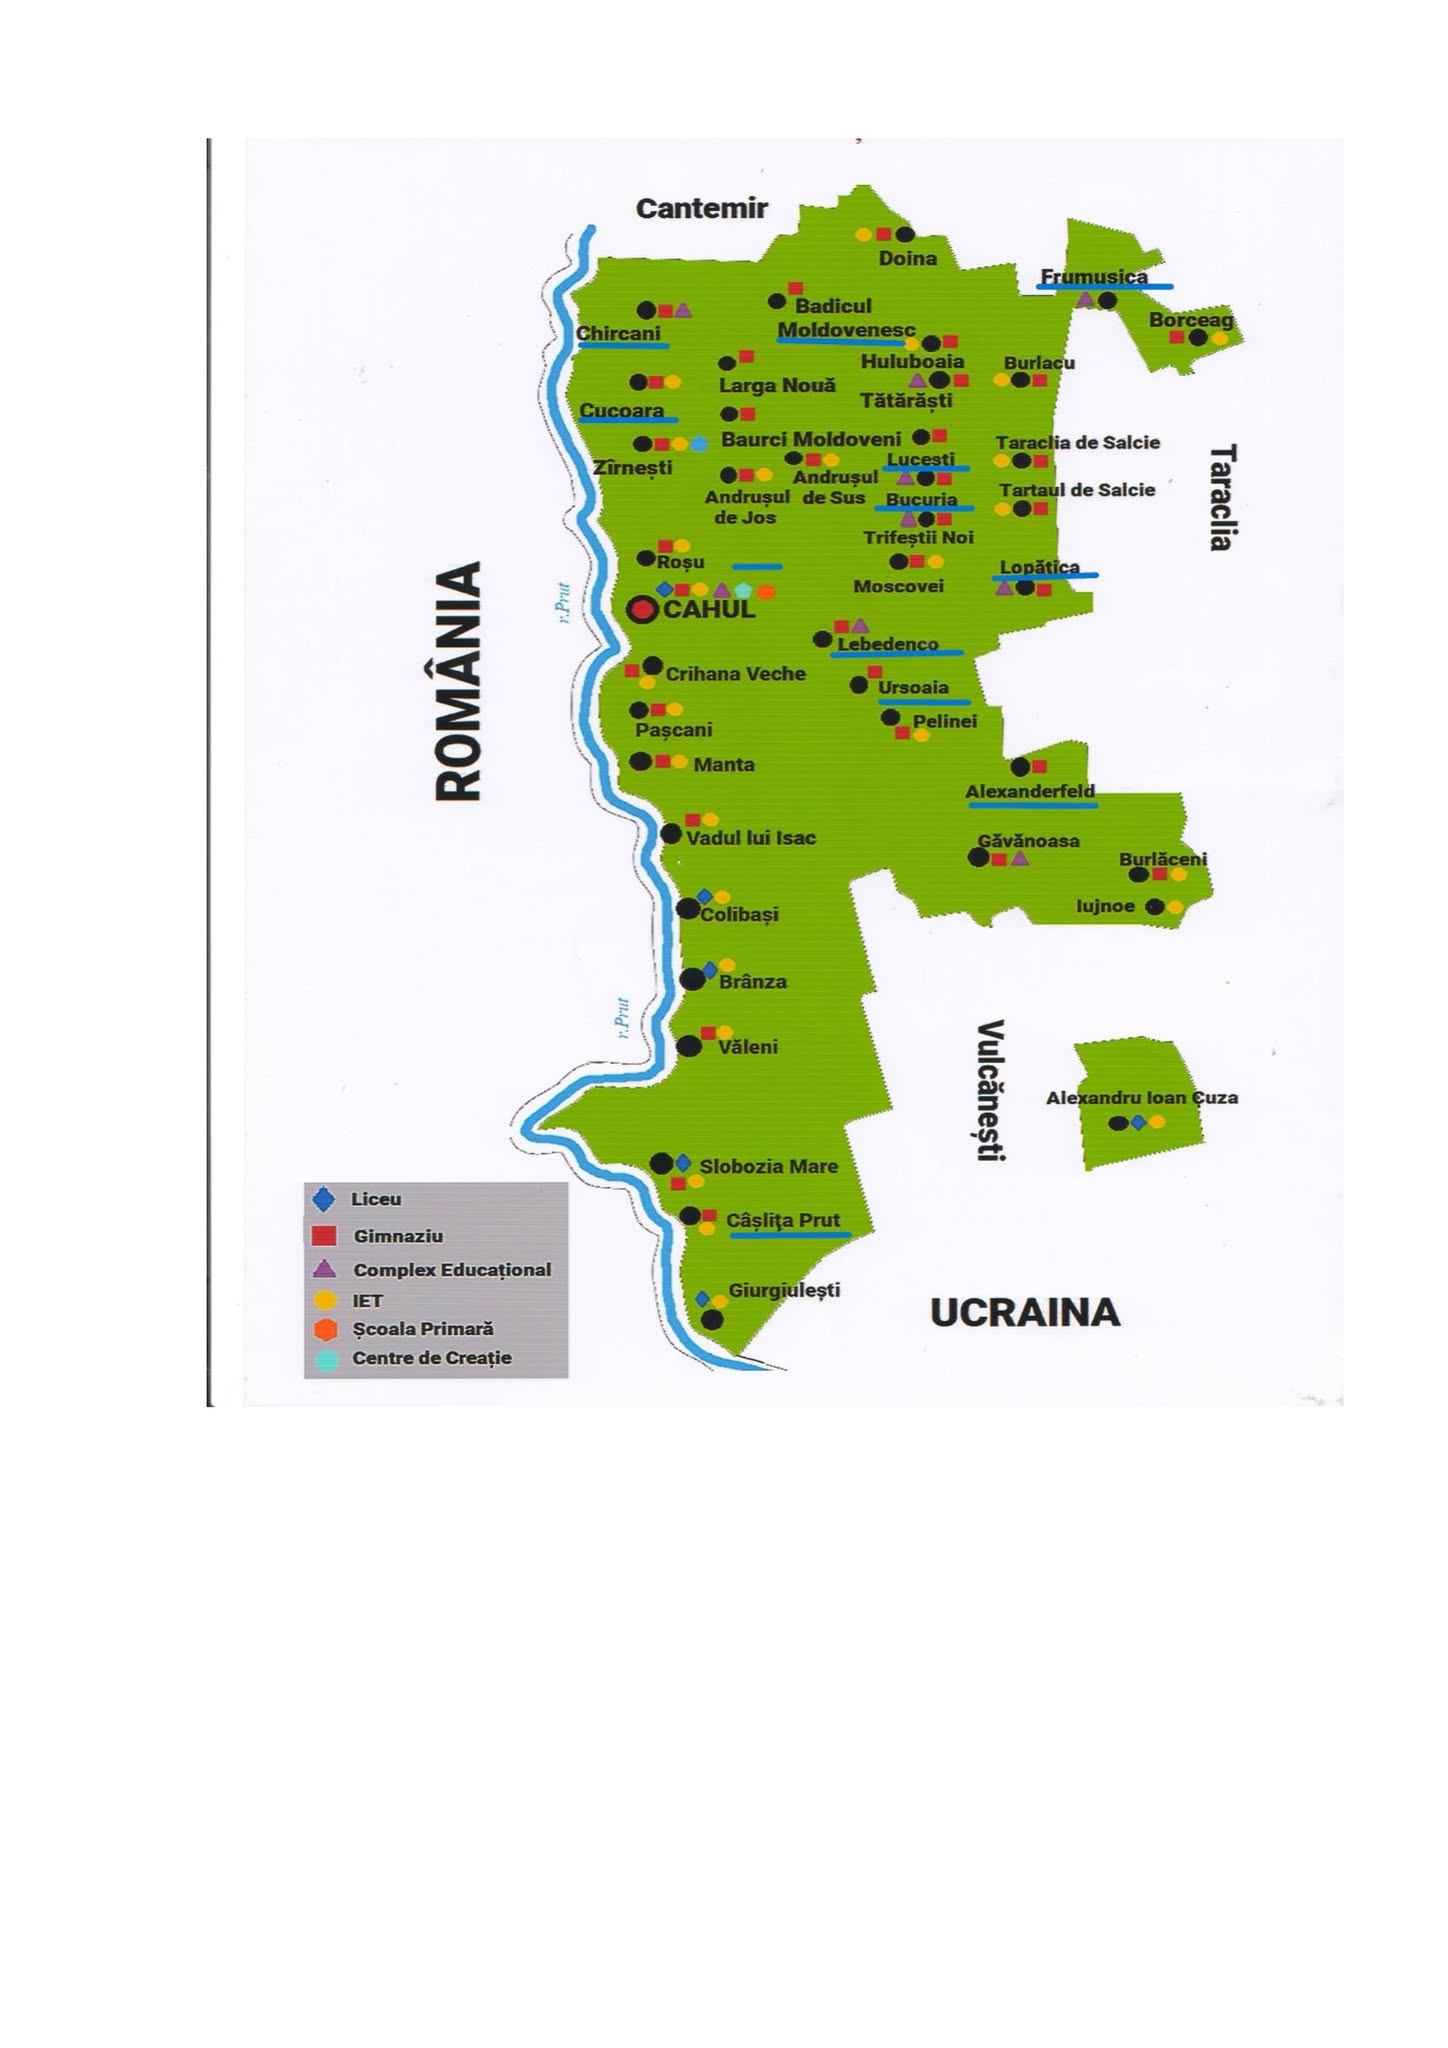 Cantemir
Doina
Frumusica
Borceag
Badicul
Moldovenesc
Chircani
Huluboaia
Burlacu
Larga Nouă
Tătărăști
Cucoara
Baurci Moldoveni
Taraclia de Salcie
Zîrnești
Lucesti
Andrușul
de Sus
Andrușul
de Jos
Bucuria
Tartaul de Salcie
Trifeștii Noi
Taraclia
Roșu
Moscovei
Lopătica
r.Prut
CAHUL
ROMÂNIA
Lebedenco
Crihana Veche
Ursoaia
Pașcani
Pelinei
Manta
Alexanderfeld
Vadul lui Isac
Găvănoasa
Burlăceni
Iujnoe
Colibași
Brânza
r.Prut
Văleni
Vulcănești
Alexandru Ioan Cuza
Slobozia Mare
Câșlița Prut
Giurgiulești
UCRAINA
Liceu
Gimnaziu
Complex Educațional
IET
Școala Primară
Centre de Creație